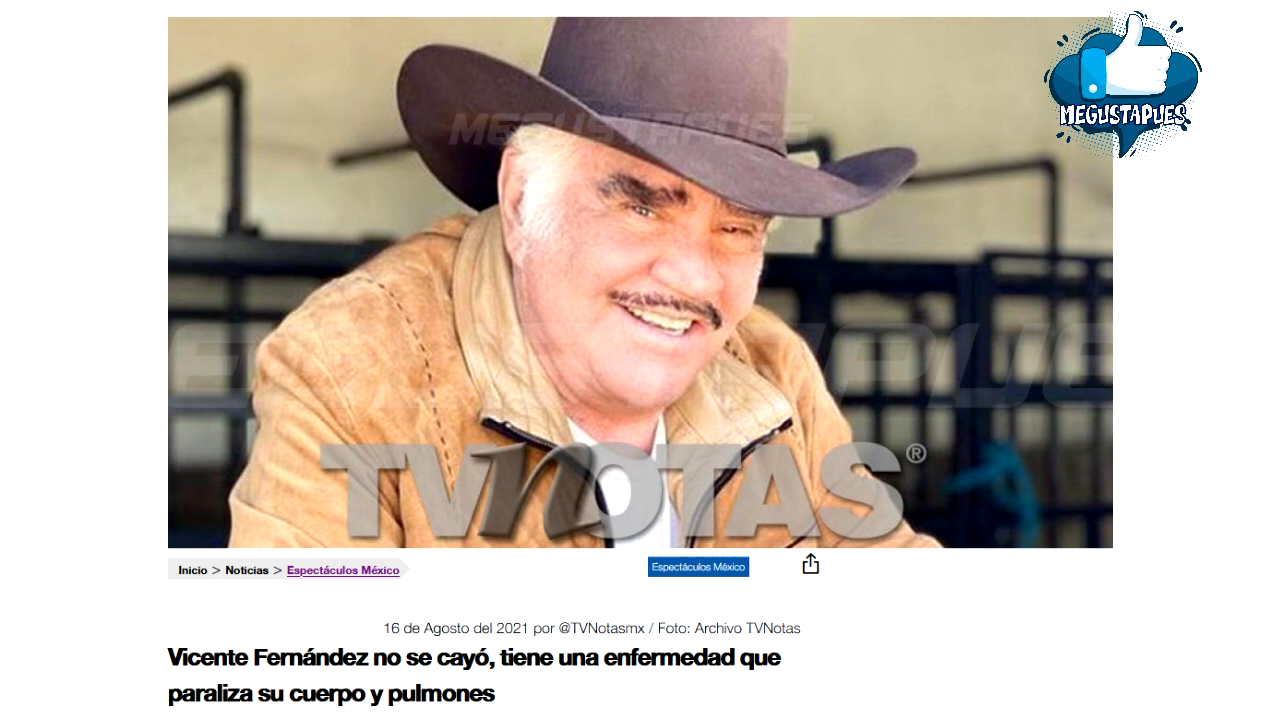 MEGUSTAPUES
MEGUSTAPUES
TVNOTAS®
Inicio > Noticias > Espectáculos México
Espectáculos México
16 de Agosto del 2021 por @TVNotasmx / Foto: Archivo TVNotas
Vicente Fernández no se cayó, tiene una enfermedad que
paraliza su cuerpo y pulmones